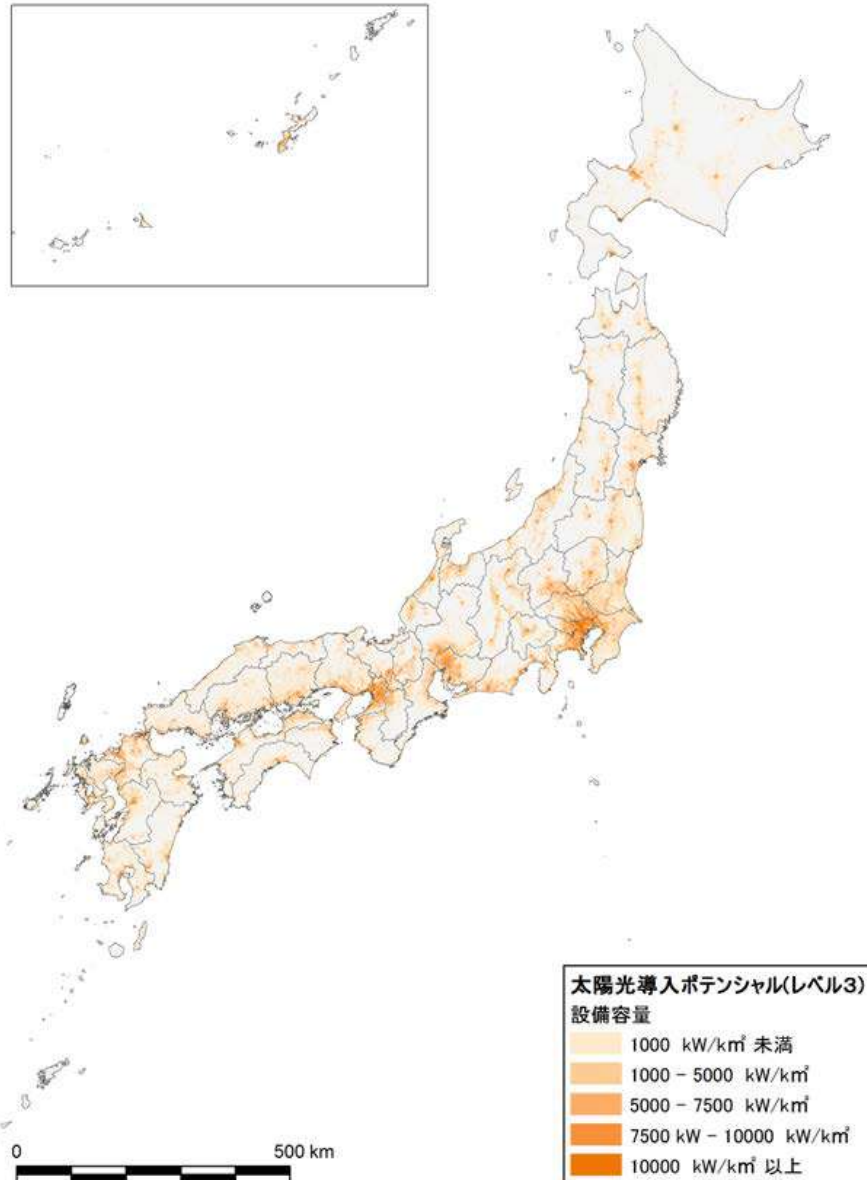 太陽光導入ポテンシャル(レベル3)
設備容量
1000 kW/k㎡ 未満
1000 – 5000 kW/k㎡
5000 – 7500 kW/k㎡
7500 kW – 10000 kW/k㎡
10000 kW/k㎡ 以上
0 500 km